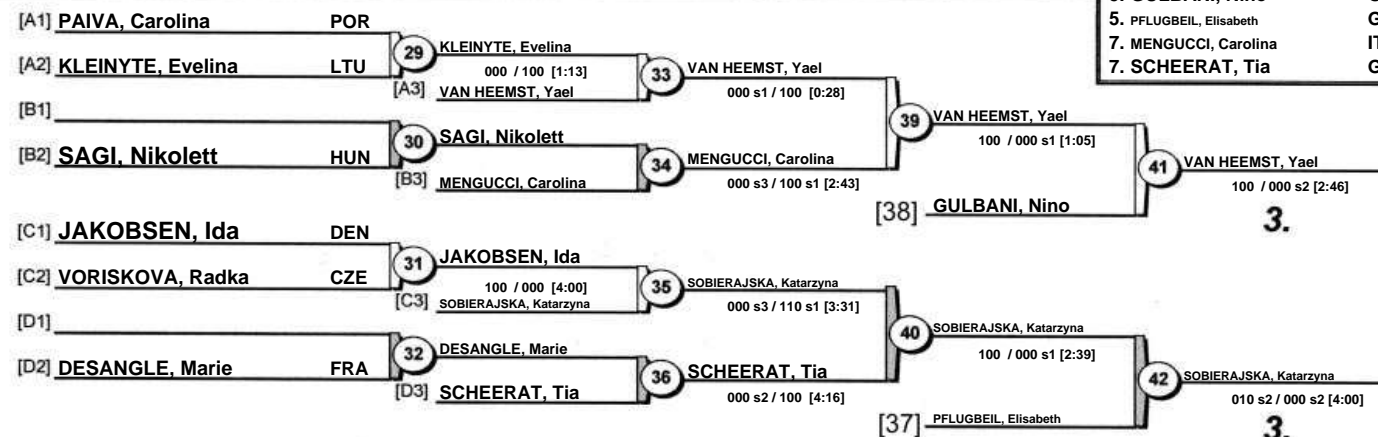 [A1] PAIVA, Carolina POR
[A2] KLEINYTE, Evelina LTU
29 KLEINYTE, Evelina
000 / 100 [1:13]
[A3] VAN HEEMST, Yael
33 VAN HEEMST, Yael
000 s1 / 100 [0:28]
[B1]
[B2] SAGI, Nikolett HUN
30 SAGI, Nikolett
[B3] MENGUCCI, Carolina
34 MENGUCCI, Carolina
000 s3 / 100 s1 [2:43]
39 VAN HEEMST, Yael
100 / 000 s1 [1:05]
[38] GULBANI, Nino
41 VAN HEEMST, Yael
100 / 000 s2 [2:46]
3.
[C1] JAKOBSEN, Ida DEN
[C2] VORISKOVA, Radka CZE
31 JAKOBSEN, Ida
100 / 000 [4:00]
[C3] SOBIERAJSKA, Katarzyna
35 SOBIERAJSKA, Katarzyna
000 s3 / 110 s1 [3:31]
[D1]
[D2] DESANGLE, Marie FRA
32 DESANGLE, Marie
[D3] SCHEERAT, Tia
36 SCHEERAT, Tia
000 s2 / 100 [4:16]
40 SOBIERAJSKA, Katarzyna
100 / 000 s1 [2:39]
[37] PFLUGBEIL, Elisabeth
42 SOBIERAJSKA, Katarzyna
010 s2 / 000 s2 [4:00]
3.
5. PFLUGBEIL, Elisabeth G
7. MENGUCCI, Carolina IT
7. SCHEERAT, Tia G